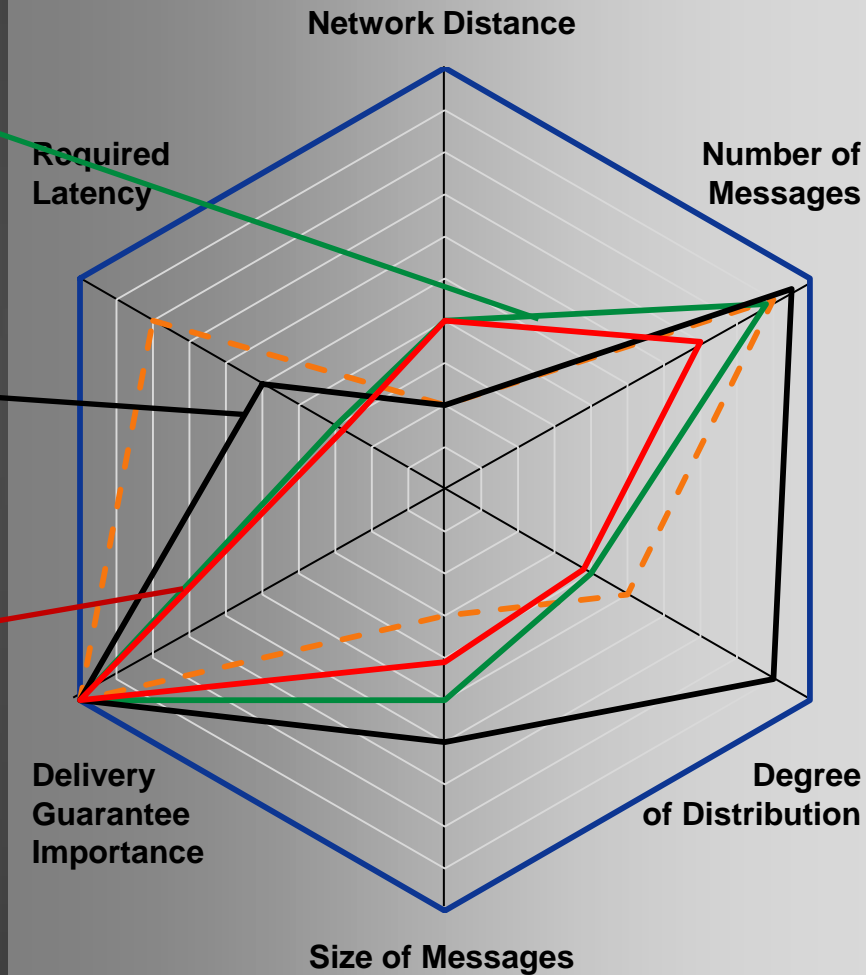 Network Distance
Required
Latency
Number of
Messages
Delivery
Guarantee
Importance
Degree
of Distribution
Size of Messages